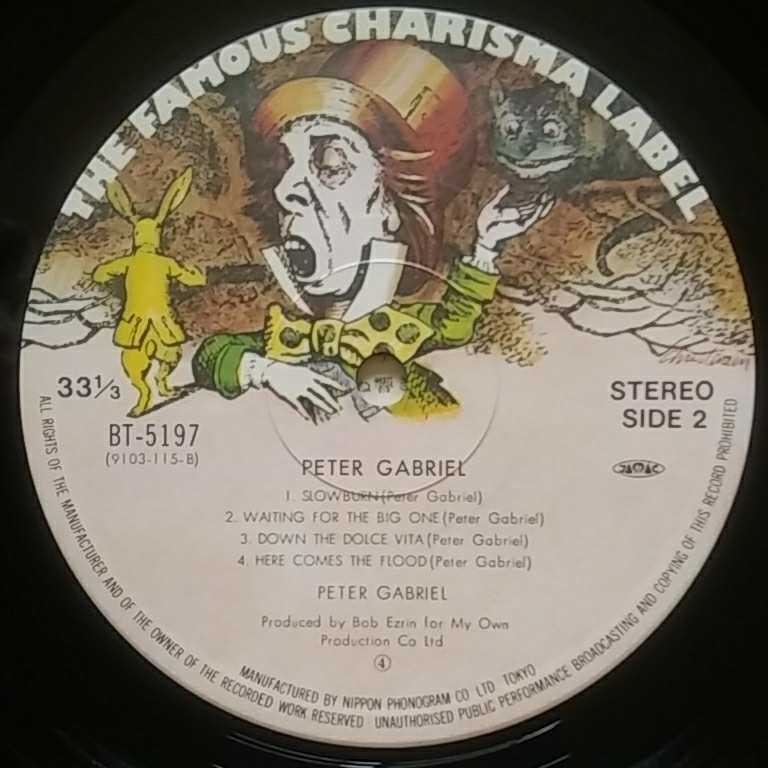 THE FAMOUS CHARISMA LABEL
33⅓
STEREO
SIDE 2
BT-5197
(9103-115-B)
JASRAC
PETER GABRIEL
1. SLOWBURN(Peter Gabriel)
2. WAITING FOR THE BIG ONE(Peter Gabriel)
3. DOWN THE DOLCE VITA(Peter Gabriel)
4. HERE COMES THE FLOOD(Peter Gabriel)
PETER GABRIEL
Produced by Bob Ezrin for My Own
Production Co Ltd
④
MANUFACTURED BY NIPPON PHONOGRAM CO LTD TOKYO
ALL RIGHTS OF THE MANUFACTURER AND OF THE OWNER OF THE RECORDED WORK RESERVED UNAUTHORISED PUBLIC PERFORMANCE BROADCASTING AND COPYING OF THIS RECORD PROHIBITED